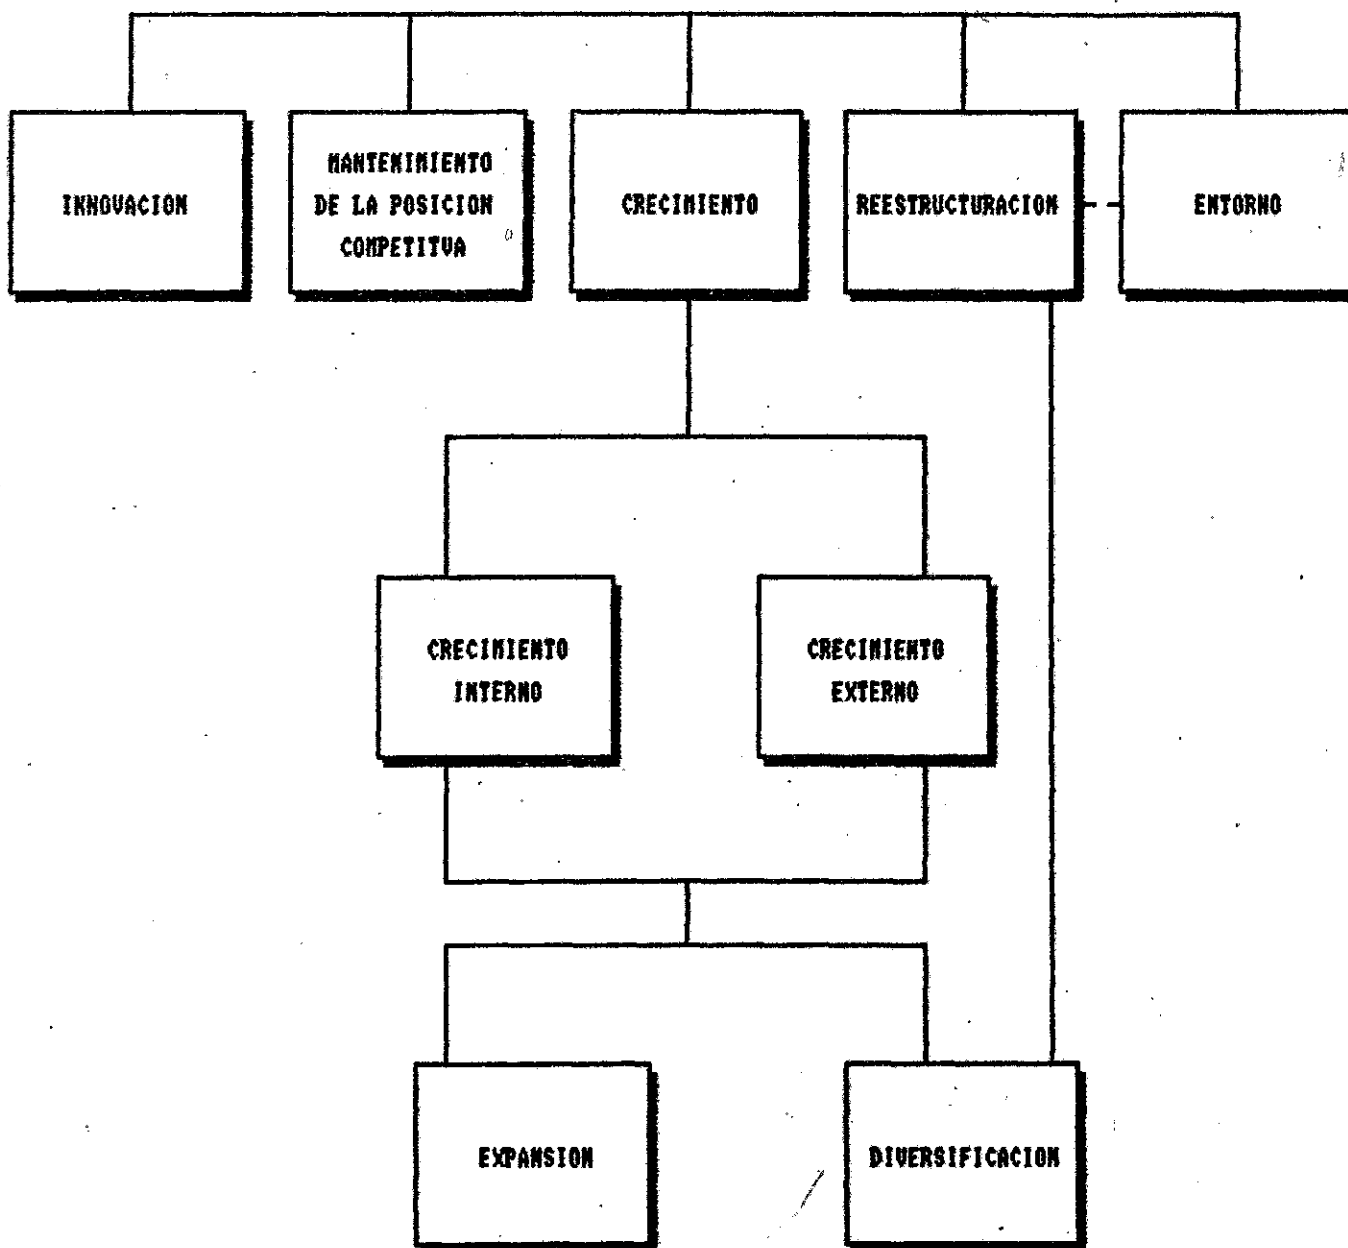 INNOVACION
MANTENIMIENTO
DE LA POSICION
COMPETITVA
CRECIMIENTO
REESTRUCTURACION
ENTORNO
CRECIMIENTO
INTERNO
CRECIMIENTO
EXTERNO
EXPANSION
DIVERSIFICACION